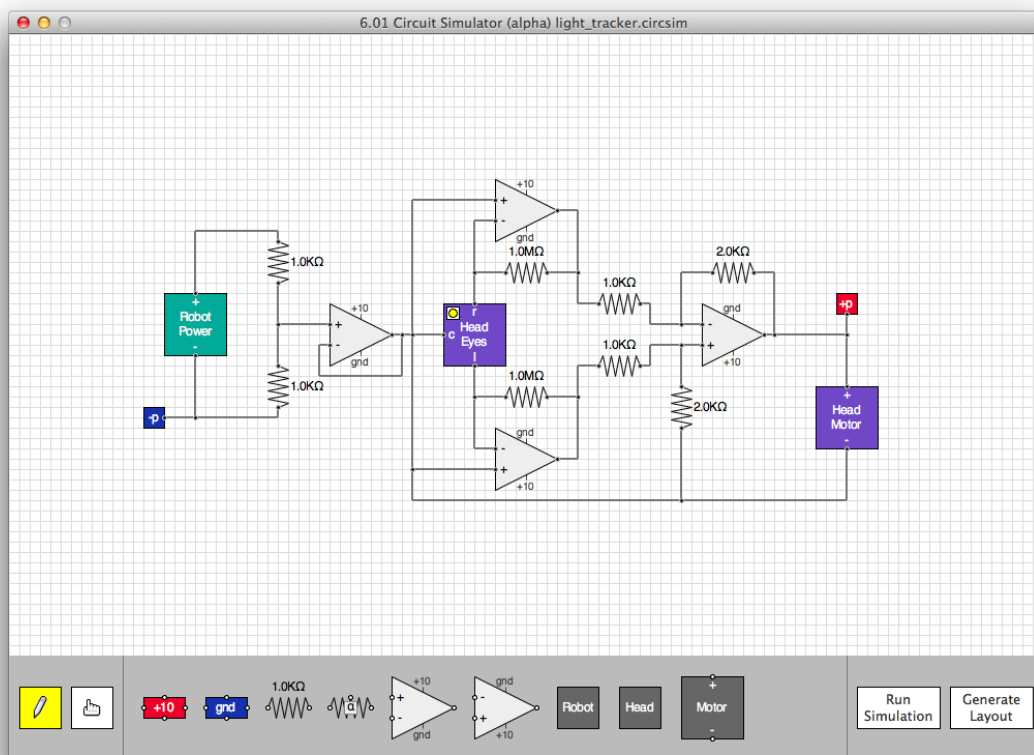 6.01 Circuit Simulator (alpha) light_tracker.circsim
+10
+
-
gnd
1.0MΩ
2.0KΩ
1.0KΩ
1.0KΩ
+
Robot
Power
-
+10
+
-
gnd
r
c Head
Eyes
l
gnd
-
+
+10
+p
1.0KΩ
1.0KΩ
1.0MΩ
2.0KΩ
+
Head
Motor
-
-p
gnd
-
+
+10
1.0KΩ
+10
gnd
α
+10
+
-
gnd
gnd
-
+
+10
Robot
Head
+
Motor
-
Run
Simulation
Generate
Layout